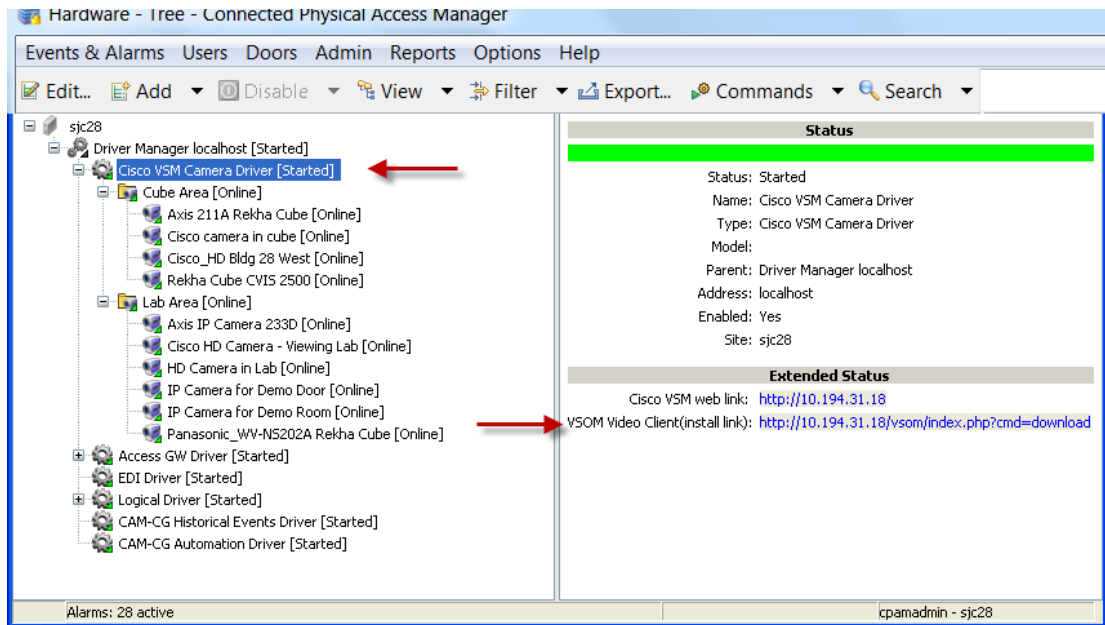 Hardware - Tree - Connected Physical Access Manager
Events & Alarms Users Doors Admin Reports Options Help
Edit... Add Disable View Filter Export... Commands Search
sjc28
Driver Manager localhost [Started]
Cisco VSM Camera Driver [Started]
Cube Area [Online]
Axis 211A Rekha Cube [Online]
Cisco camera in cube [Online]
Cisco_HD Bldg 28 West [Online]
Rekha Cube CVIS 2500 [Online]
Lab Area [Online]
Axis IP Camera 233D [Online]
Cisco HD Camera - Viewing Lab [Online]
HD Camera in Lab [Online]
IP Camera for Demo Door [Online]
IP Camera for Demo Room [Online]
Panasonic_WV-NS202A Rekha Cube [Online]
Access GW Driver [Started]
EDI Driver [Started]
Logical Driver [Started]
CAM-CG Historical Events Driver [Started]
CAM-CG Automation Driver [Started]
Status
Status: Started
Name: Cisco VSM Camera Driver
Type: Cisco VSM Camera Driver
Model:
Parent: Driver Manager localhost
Address: localhost
Enabled: Yes
Site: sjc28
Extended Status
Cisco VSM web link: http://10.194.31.18
VSOM Video Client(install link): http://10.194.31.18/vsom/index.php?cmd=download
Alarms: 28 active
cpamadmin - sjc28